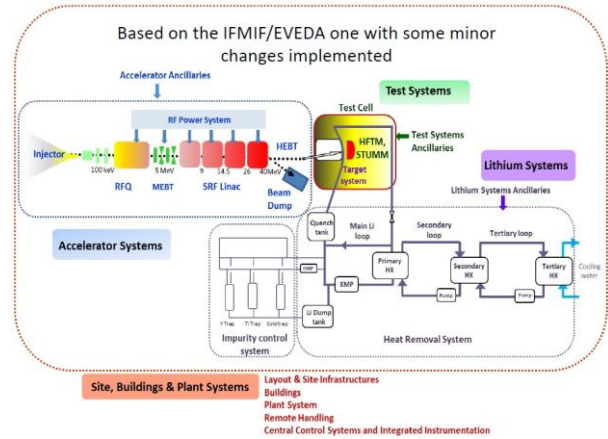 Based on the IFMIF/EVEDA one with some minor
changes implemented
Accelerator Ancillaries
Test Systems
RF Power System
Test Cell
Injector
HEBT
HFTM,
STUMM
Test Systems
Ancillaries
Target
system
Lithium Systems
100 keV
RFQ
5 MeV
MEBT
9
14.5
26
40MeV
SRF Linac
Beam
Dump
Lithium Systems Ancillaries
Accelerator Systems
Quench
tank
Main Li
loop
Secondary
loop
Tertiary loop
Cooling
water
EMP
Primary
HX
Secondary
HX
Tertiary
HX
EMP
Pump
Pump
Li Dump
tank
Y Trap
Ti Trap
Cold trap
Impurity control
system
Heat Removal System
Site, Buildings & Plant Systems
Layout & Site Infrastructures
Buildings
Plant System
Remote Handling
Central Control Systems and Integrated Instrumentation